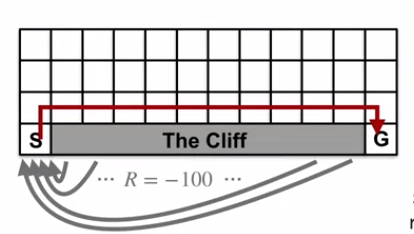 S The Cliff G
··· R = −100 ···